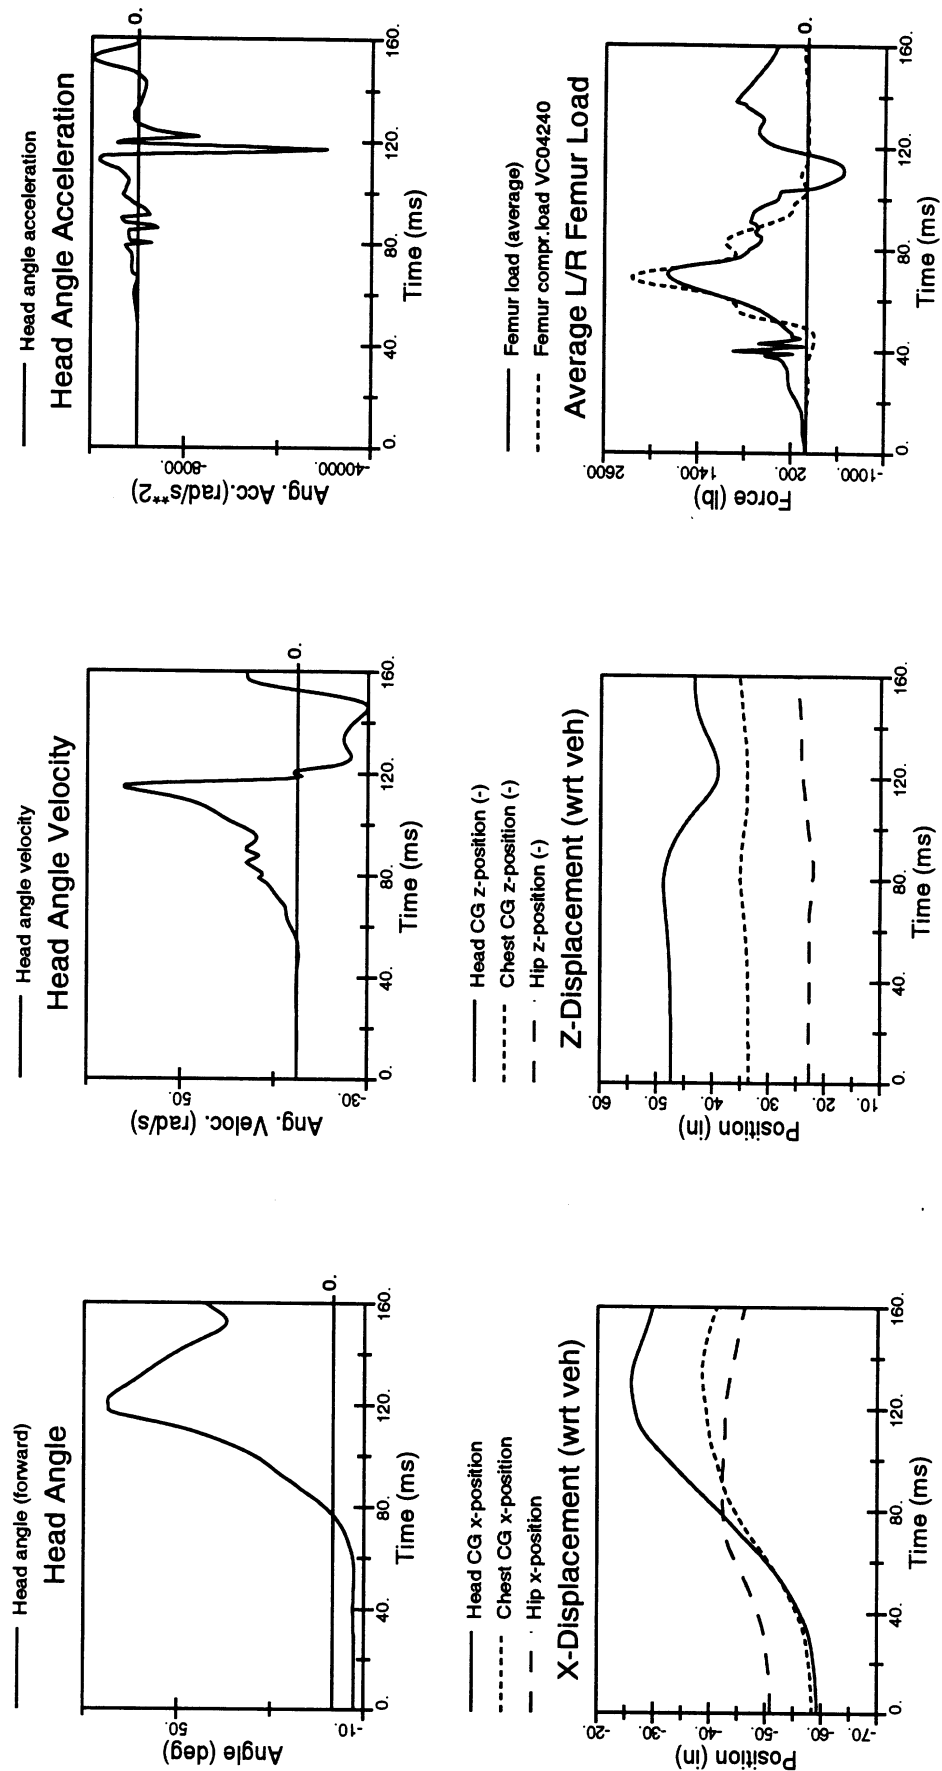 Head angle (forward)
Head Angle
0.
50.
-10.
Angle (deg)
0.
40.
80.
120.
160.
Time (ms)
Head angle velocity
Head Angle Velocity
0.
50.
-30.
Ang. Veloc. (rad/s)
0.
40.
80.
120.
160.
Time (ms)
Head angle acceleration
Head Angle Acceleration
0.
-8000.
-40000.
Ang. Acc.(rad/s**2)
0.
40.
80.
120.
160.
Time (ms)
Head CG x-position
Chest CG x-position
Hip x-position
X-Displacement (wrt veh)
-20.
-30.
-40.
-50.
-60.
-70.
Position (in)
0.
40.
80.
120.
160.
Time (ms)
Head CG z-position (-)
Chest CG z-position (-)
Hip z-position (-)
Z-Displacement (wrt veh)
60.
50.
40.
30.
20.
10.
Position (in)
0.
40.
80.
120.
160.
Time (ms)
Femur load (average)
Femur compr.load VC04240
Average L/R Femur Load
0.
2600.
1400.
200.
-1000.
Force (lb)
0.
40.
80.
120.
160.
Time (ms)